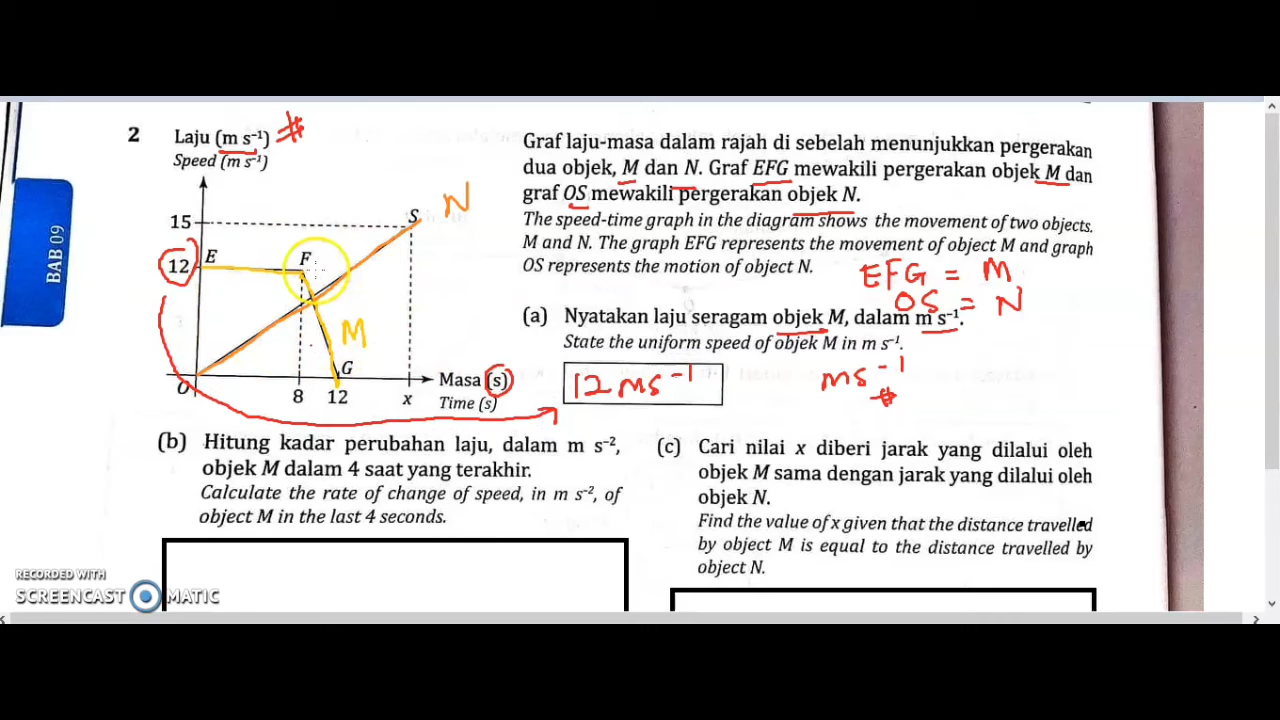 2
Laju (m s⁻¹)
Speed (m s⁻¹)
15
12
E
F
S
N
M
G
O
8
12
x
Masa (s)
Time (s)
BAB 09
Graf laju-masa dalam rajah di sebelah menunjukkan pergerakan
dua objek, M dan N. Graf EFG mewakili pergerakan objek M dan
graf OS mewakili pergerakan objek N.
The speed-time graph in the diagram shows the movement of two objects.
M and N. The graph EFG represents the movement of object M and graph
OS represents the motion of object N.
EFG = M
OS = N
(a) Nyatakan laju seragam objek M, dalam m s⁻¹.
State the uniform speed of objek M in m s⁻¹.
12 ms⁻¹
ms⁻¹
(b) Hitung kadar perubahan laju, dalam m s⁻²,
objek M dalam 4 saat yang terakhir.
Calculate the rate of change of speed, in m s⁻², of
object M in the last 4 seconds.
(c) Cari nilai x diberi jarak yang dilalui oleh
objek M sama dengan jarak yang dilalui oleh
objek N.
Find the value of x given that the distance travelled
by object M is equal to the distance travelled by
object N.
RECORDED WITH
SCREENCAST MATIC